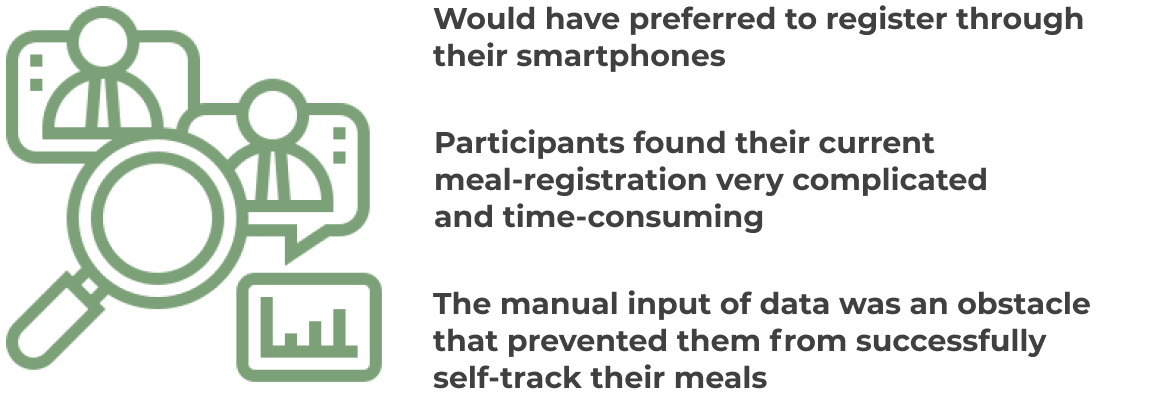 Would have preferred to register through
their smartphones
Participants found their current
meal-registration very complicated
and time-consuming
The manual input of data was an obstacle
that prevented them from successfully
self-track their meals